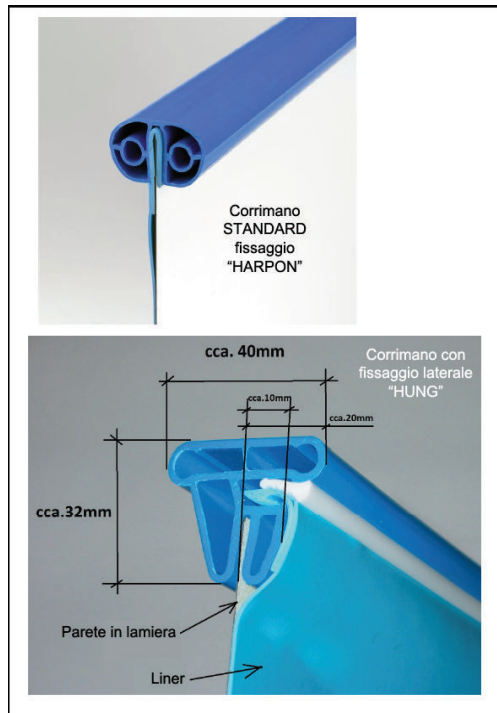 Corrimano
STANDARD
fissaggio
“HARPON”
cca. 40mm
Corrimano con
fissaggio laterale
“HUNG”
cca.10mm
cca.20mm
cca.32mm
Parete in lamiera
Liner